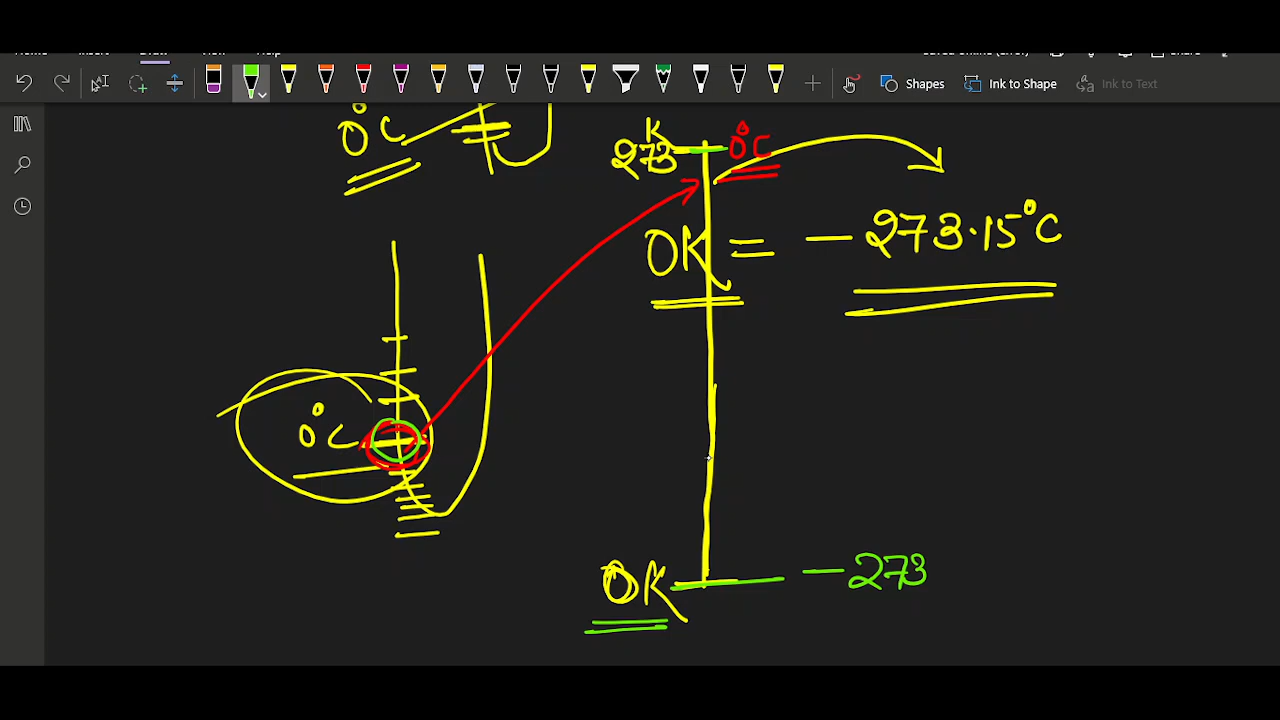 Shapes Ink to Shape Ink to Text
0°C
K
273 0°C
0K = - 273.15°C
0°C
0K - 273